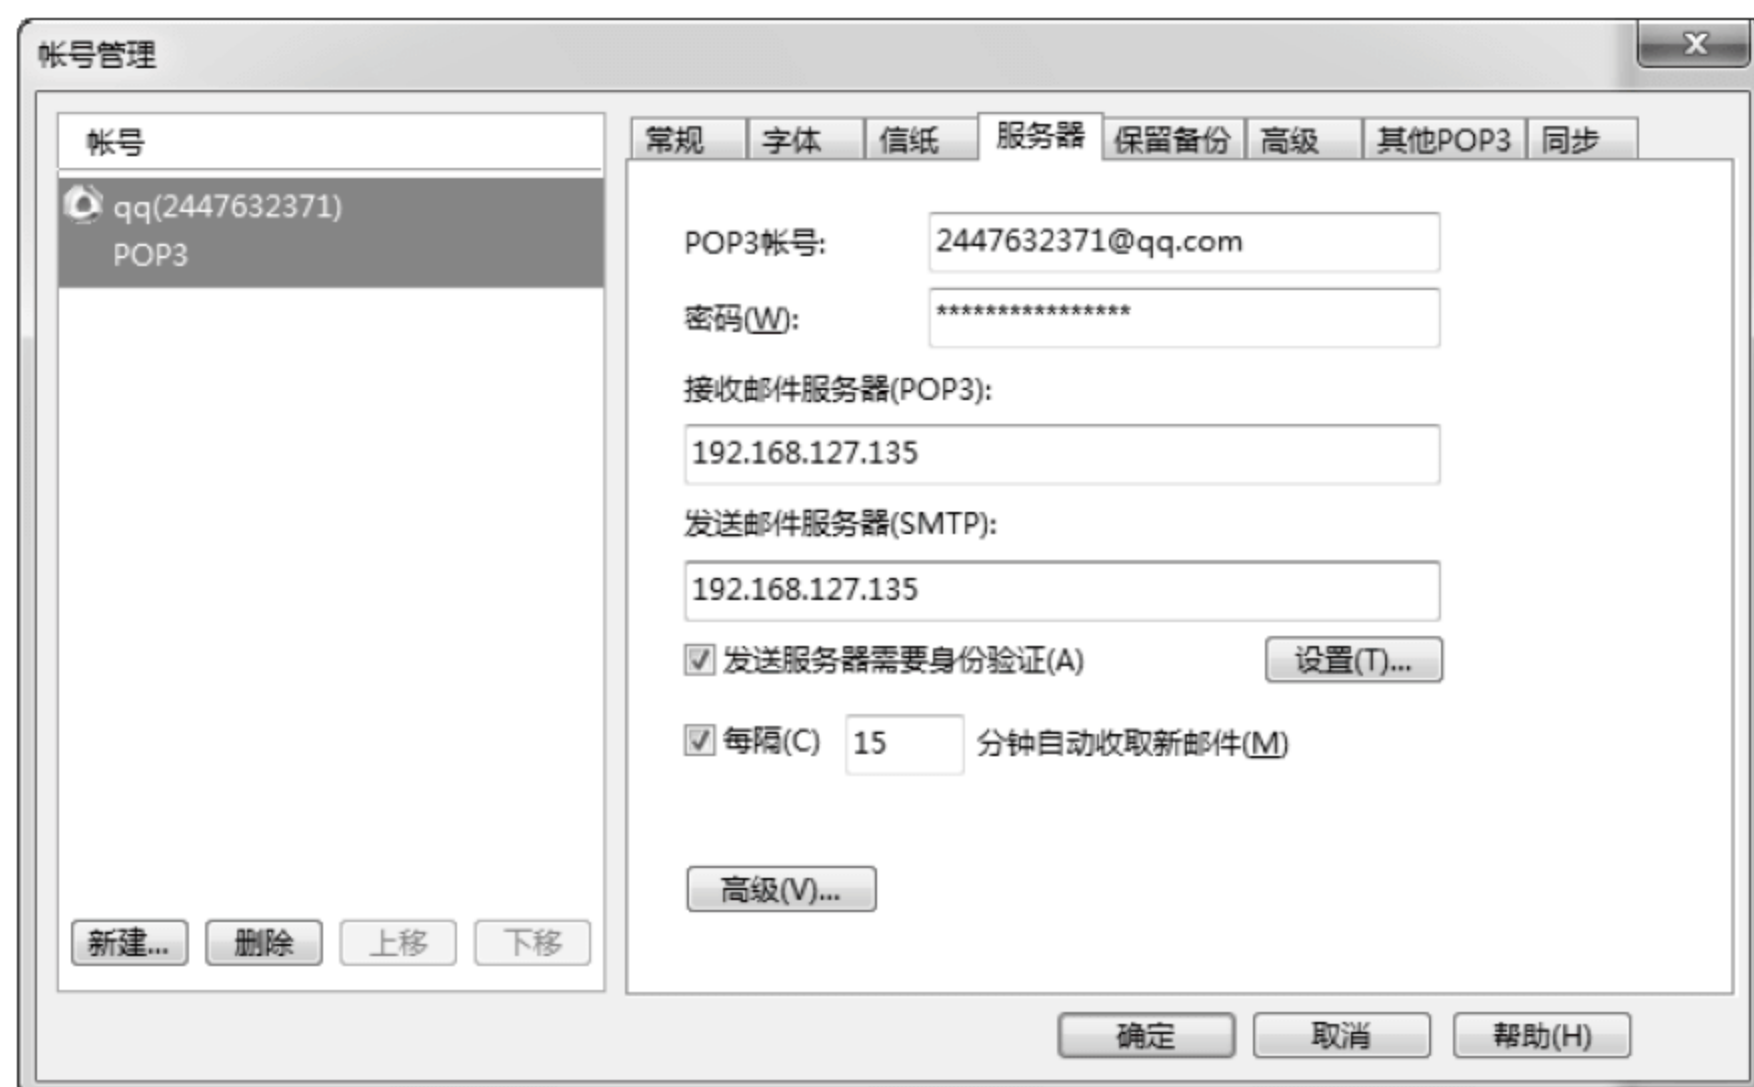 帐号管理
帐号
qq(2447632371)
POP3
新建...
删除
上移
下移
常规
字体
信纸
服务器
保留备份
高级
其他POP3
同步
POP3帐号:
2447632371@qq.com
密码(W):
****************
接收邮件服务器(POP3):
192.168.127.135
发送邮件服务器(SMTP):
192.168.127.135
发送服务器需要身份验证(A)
设置(T)...
每隔(C)
15
分钟自动收取新邮件(M)
高级(V)...
确定
取消
帮助(H)